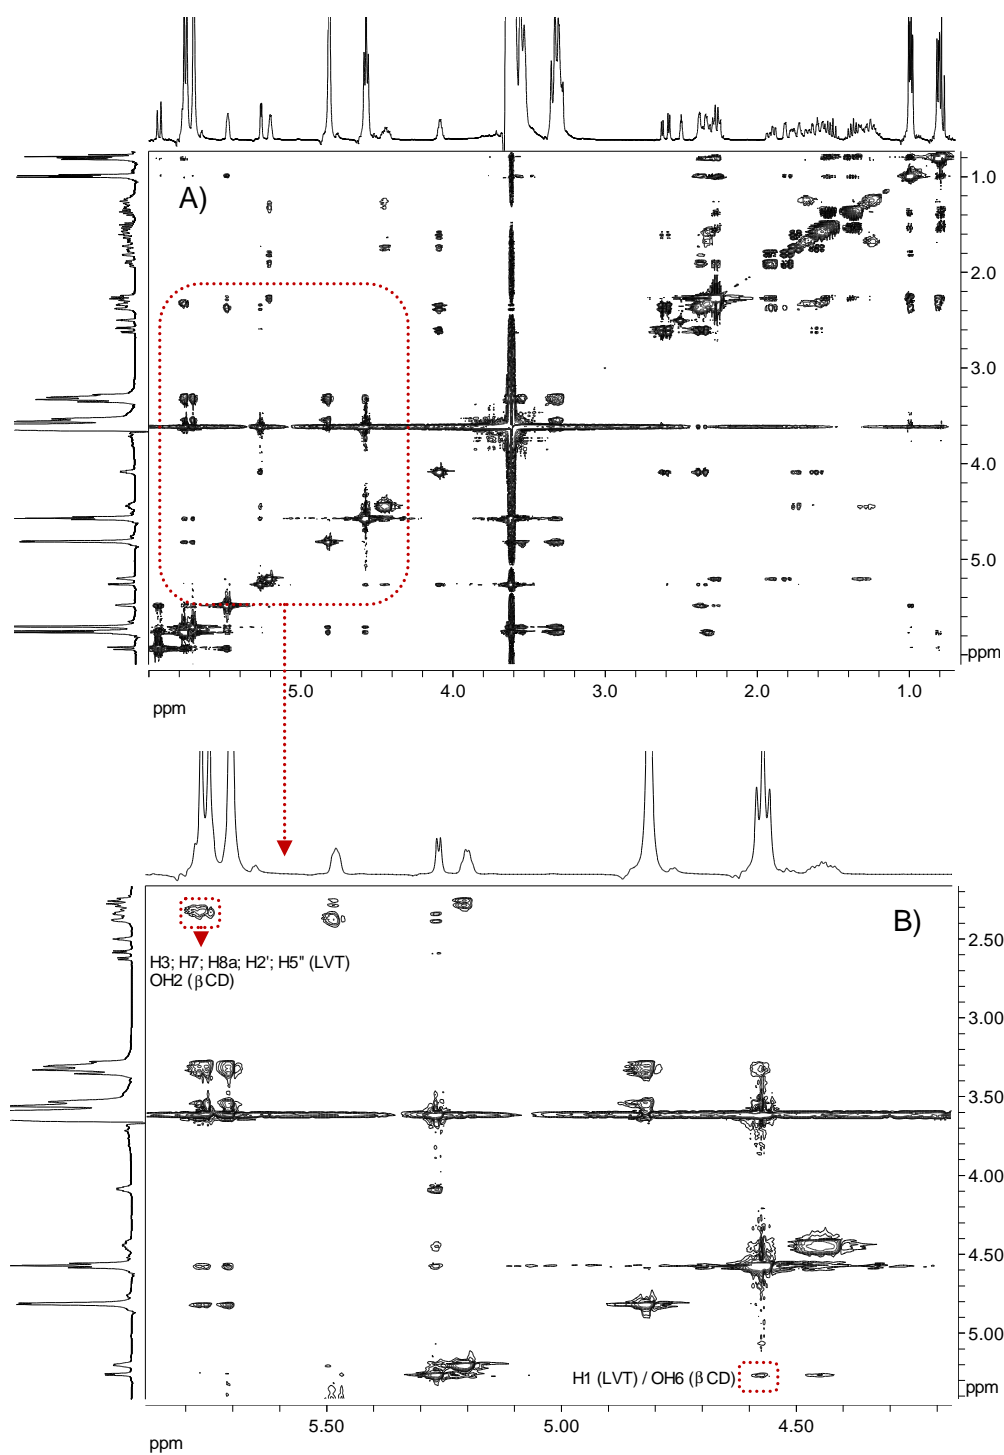 A)
1.0
2.0
3.0
4.0
5.0
ppm
5.0
4.0
3.0
2.0
1.0
ppm
B)
H3; H7; H8a; H2'; H5" (LVT)
OH2 (βCD)
2.50
3.00
3.50
4.00
4.50
5.00
H1 (LVT) / OH6 (βCD)
ppm
5.50
5.00
4.50
ppm